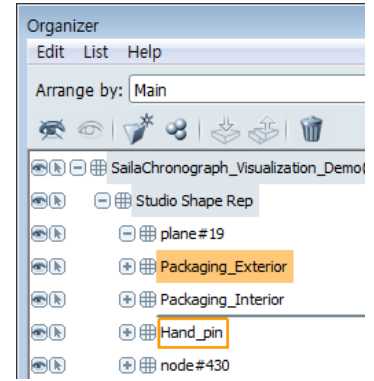 Organizer
Edit List Help
Arrange by: Main
SailaChronograph_Visualization_Demo(
Studio Shape Rep
plane#19
Packaging_Exterior
Packaging_Interior
Hand_pin
node#430